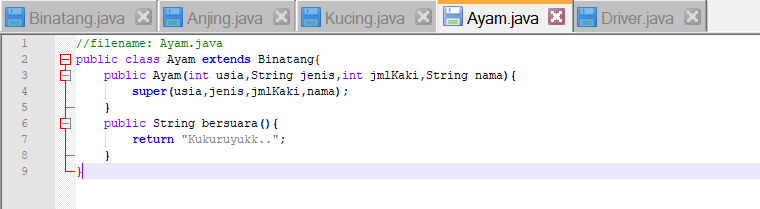 Binatang.java Anjing.java Kucing.java Ayam.java Driver.java
1 //filename: Ayam.java
2 public class Ayam extends Binatang{
3 public Ayam(int usia,String jenis,int jmlKaki,String nama){
4 super(usia,jenis,jmlKaki,nama);
5 }
6 public String bersuara(){
7 return "Kukuruyukk..";
8 }
9 }